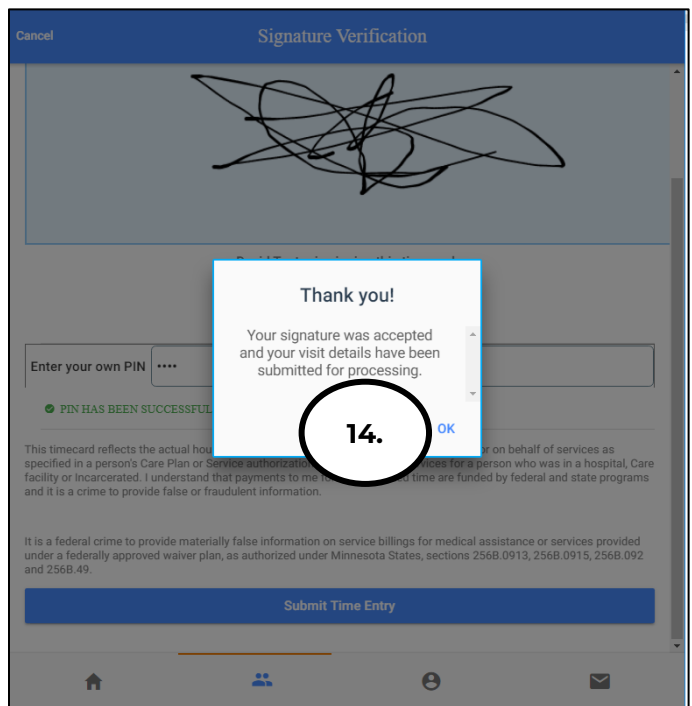 Cancel
Signature Verification
Thank you!
Your signature was accepted
and your visit details have been
submitted for processing.
OK
14.
Enter your own PIN ••••
PIN HAS BEEN SUCCESSFUL
This timecard reflects the actual hou or on behalf of services as
specified in a person's Care Plan or Service authorization vices for a person who was in a hospital, Care
facility or Incarcerated. I understand that payments to me fo d time are funded by federal and state programs
and it is a crime to provide false or fraudulent information.
It is a federal crime to provide materially false information on service billings for medical assistance or services provided
under a federally approved waiver plan, as authorized under Minnesota States, sections 256B.0913, 256B.0915, 256B.092
and 256B.49.
Submit Time Entry